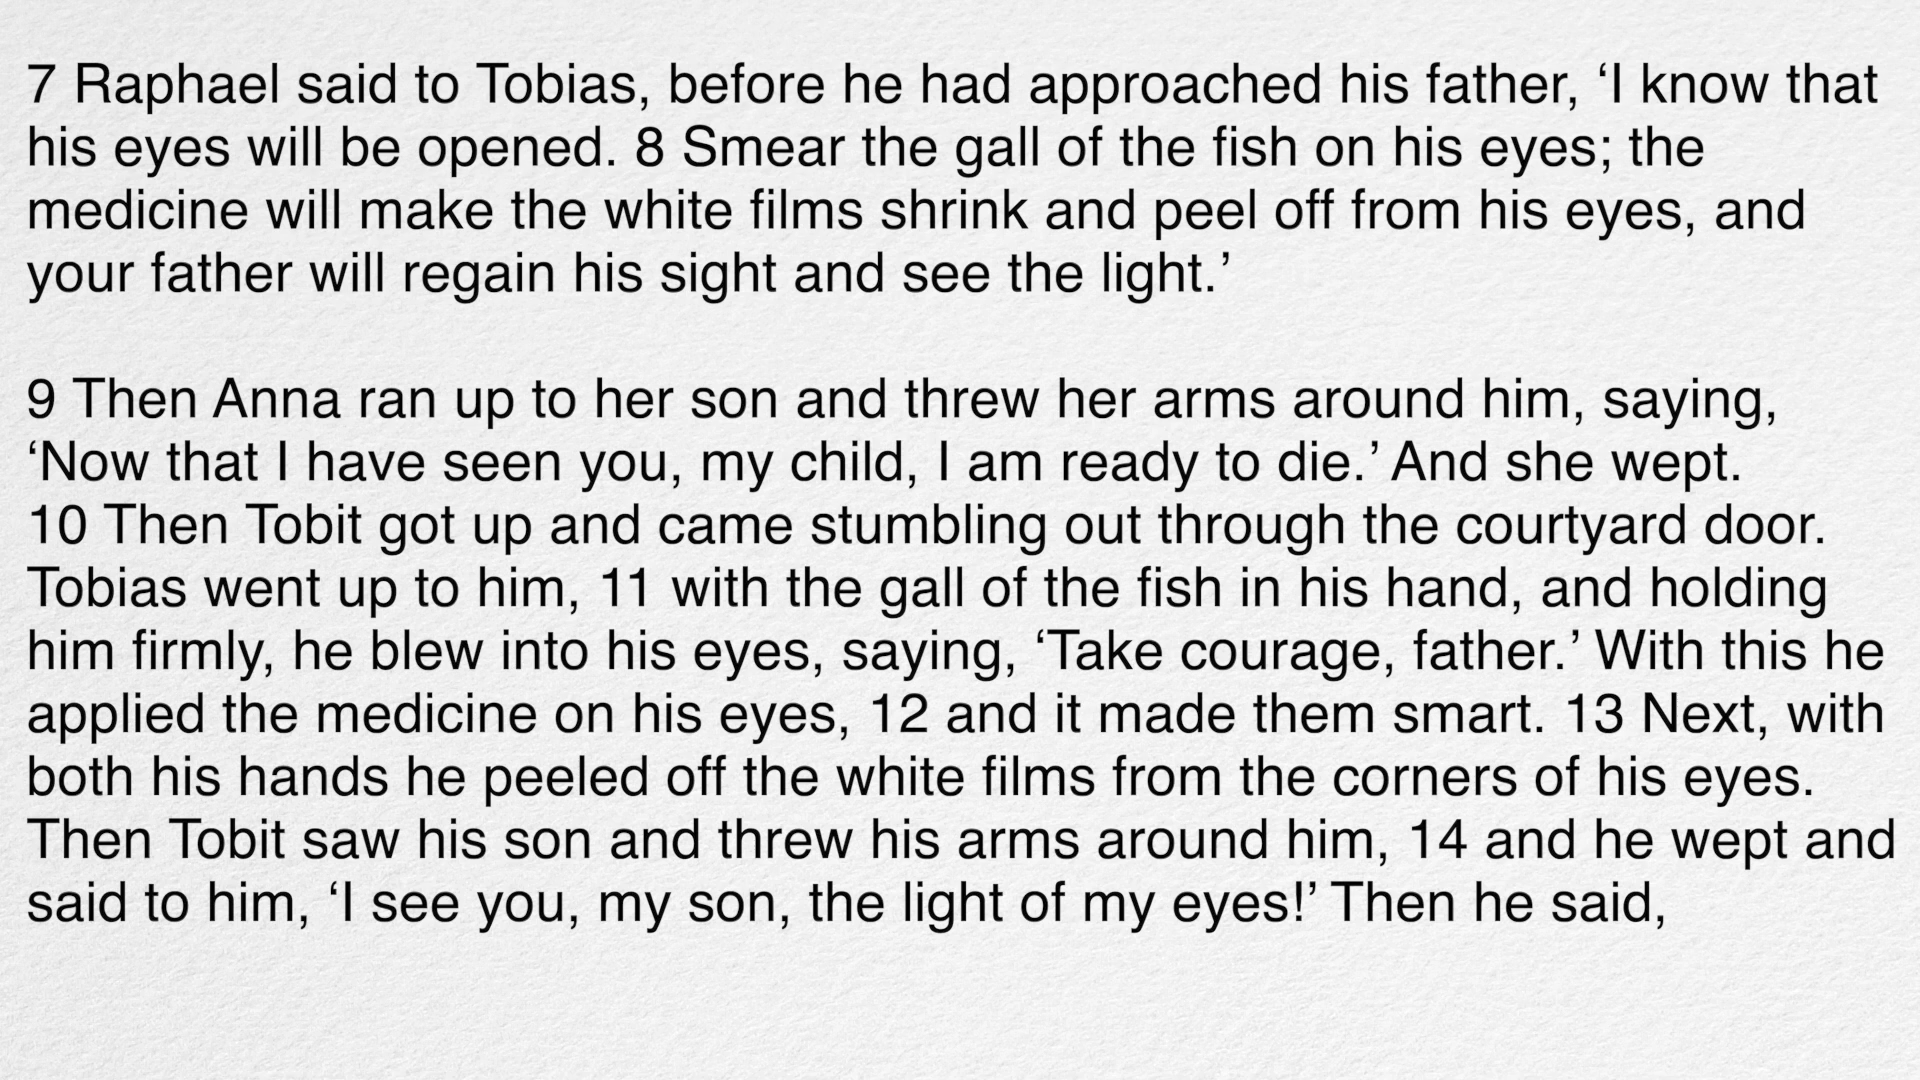 7 Raphael said to Tobias, before he had approached his father, ‘I know that
his eyes will be opened. 8 Smear the gall of the fish on his eyes; the
medicine will make the white films shrink and peel off from his eyes, and
your father will regain his sight and see the light.’
9 Then Anna ran up to her son and threw her arms around him, saying,
‘Now that I have seen you, my child, I am ready to die.’ And she wept.
10 Then Tobit got up and came stumbling out through the courtyard door.
Tobias went up to him, 11 with the gall of the fish in his hand, and holding
him firmly, he blew into his eyes, saying, ‘Take courage, father.’ With this he
applied the medicine on his eyes, 12 and it made them smart. 13 Next, with
both his hands he peeled off the white films from the corners of his eyes.
Then Tobit saw his son and threw his arms around him, 14 and he wept and
said to him, ‘I see you, my son, the light of my eyes!’ Then he said,